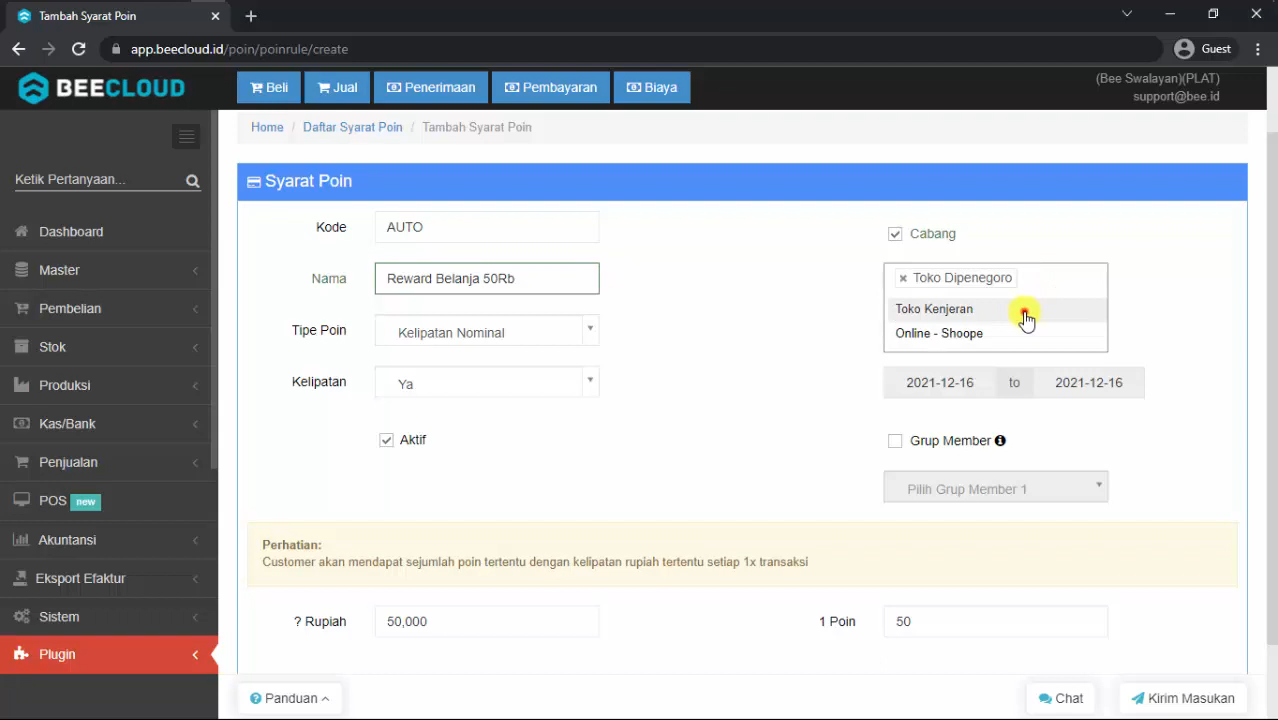 Tambah Syarat Poin
app.beecloud.id/poin/poinrule/create
Guest
BEECLOUD
Beli
Jual
Penerimaan
Pembayaran
Biaya
(Bee Swalayan)(PLAT)
support@bee.id
Ketik Pertanyaan...
Dashboard
Master
Pembelian
Stok
Produksi
Kas/Bank
Penjualan
POS new
Akuntansi
Eksport Efaktur
Sistem
Plugin
Home / Daftar Syarat Poin / Tambah Syarat Poin
Syarat Poin
Kode AUTO
Nama Reward Belanja 50Rb
Tipe Poin Kelipatan Nominal
Kelipatan Ya
Aktif
Cabang
× Toko Dipenegoro
Toko Kenjeran
Online - Shoope
2021-12-16 to 2021-12-16
Grup Member
Pilih Grup Member 1
Perhatian:
Customer akan mendapat sejumlah poin tertentu dengan kelipatan rupiah tertentu setiap 1x transaksi
? Rupiah 50,000 1 Poin 50
Panduan
Chat
Kirim Masukan